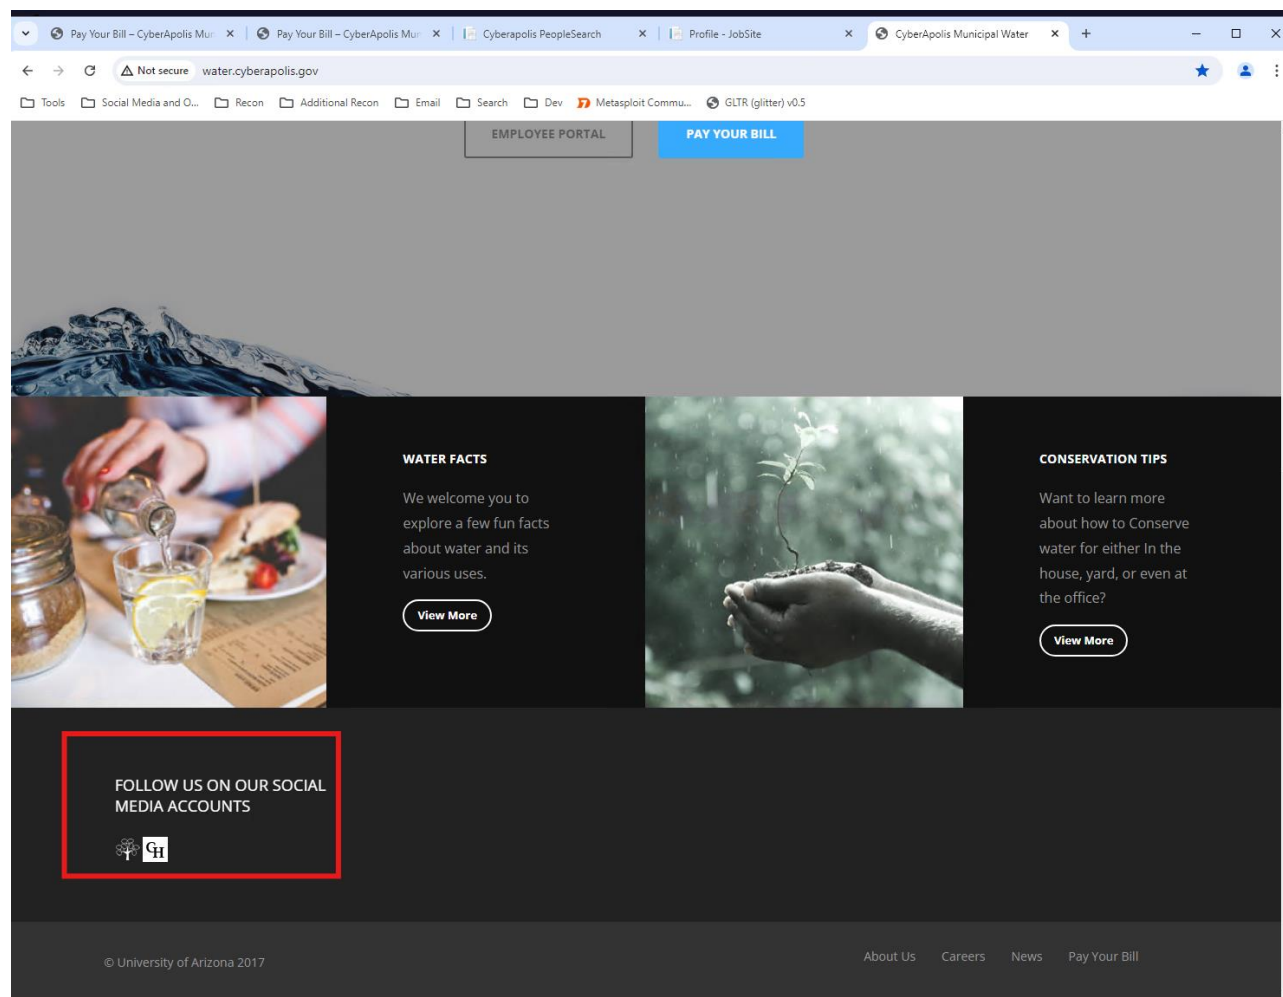 Pay Your Bill – CyberApolis Mun
Pay Your Bill – CyberApolis Mun
Cyberapolis PeopleSearch
Profile - JobSite
CyberApolis Municipal Water
Not secure
water.cyberapolis.gov
Tools
Social Media and O...
Recon
Additional Recon
Email
Search
Dev
Metasploit Commu...
GLTR (glitter) v0.5
EMPLOYEE PORTAL
PAY YOUR BILL
WATER FACTS
We welcome you to
explore a few fun facts
about water and its
various uses.
View More
CONSERVATION TIPS
Want to learn more
about how to Conserve
water for either In the
house, yard, or even at
the office?
View More
FOLLOW US ON OUR SOCIAL
MEDIA ACCOUNTS
GH
© University of Arizona 2017
About Us
Careers
News
Pay Your Bill